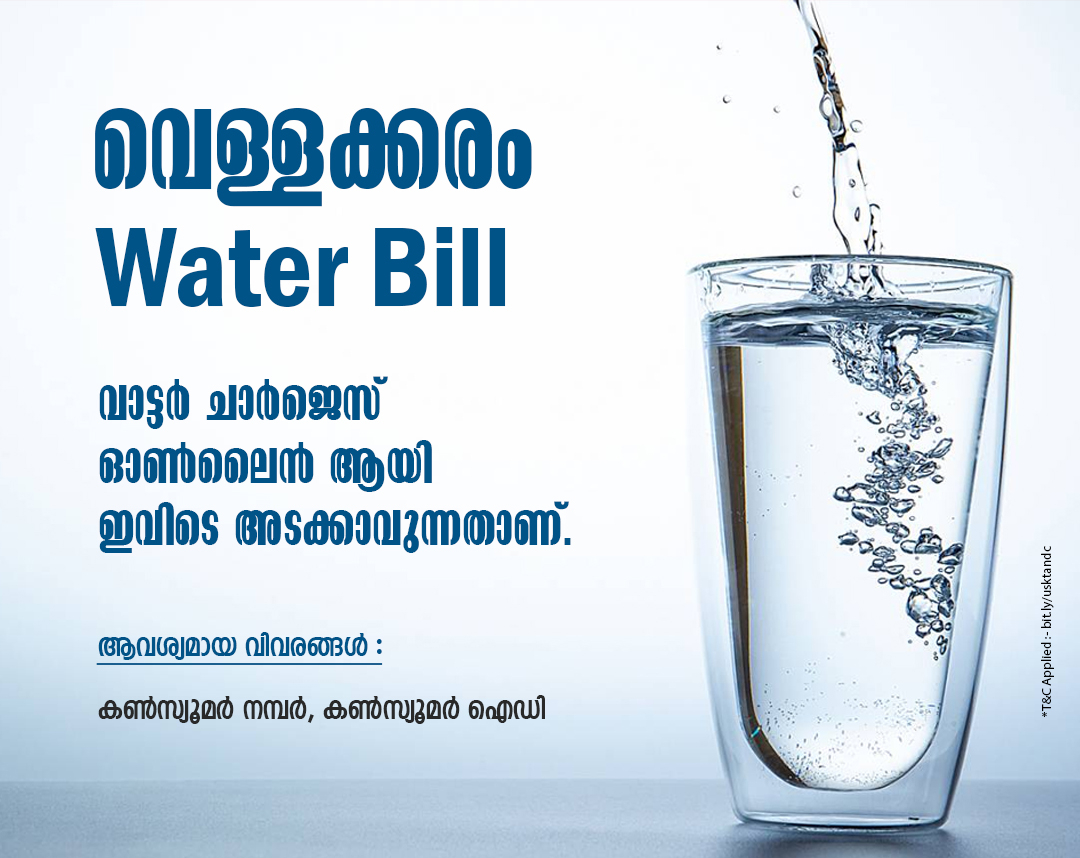 വെള്ളക്കരം
Water Bill
വാട്ടർ ചാർജെസ്
ഓൺലൈൻ ആയി
ഇവിടെ അടക്കാവുന്നതാണ്.
ആവശ്യമായ വിവരങ്ങൾ :
കൺസ്യൂമർ നമ്പർ, കൺസ്യൂമർ ഐഡി
*T&C Applied :- bit.ly/usktandc